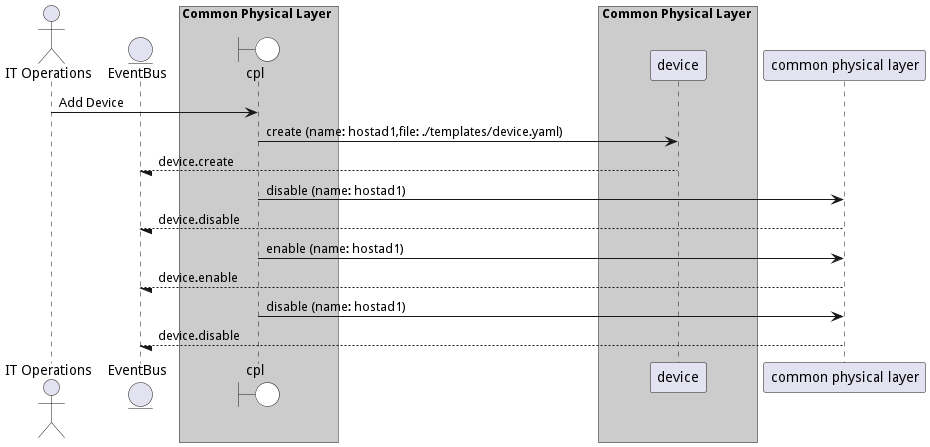 Common Physical Layer
Common Physical Layer
IT Operations
EventBus
cpl
device
common physical layer
Add Device
create (name: hostad1,file: ./templates/device.yaml)
device.create
disable (name: hostad1)
device.disable
enable (name: hostad1)
device.enable
disable (name: hostad1)
device.disable
IT Operations
EventBus
cpl
device
common physical layer